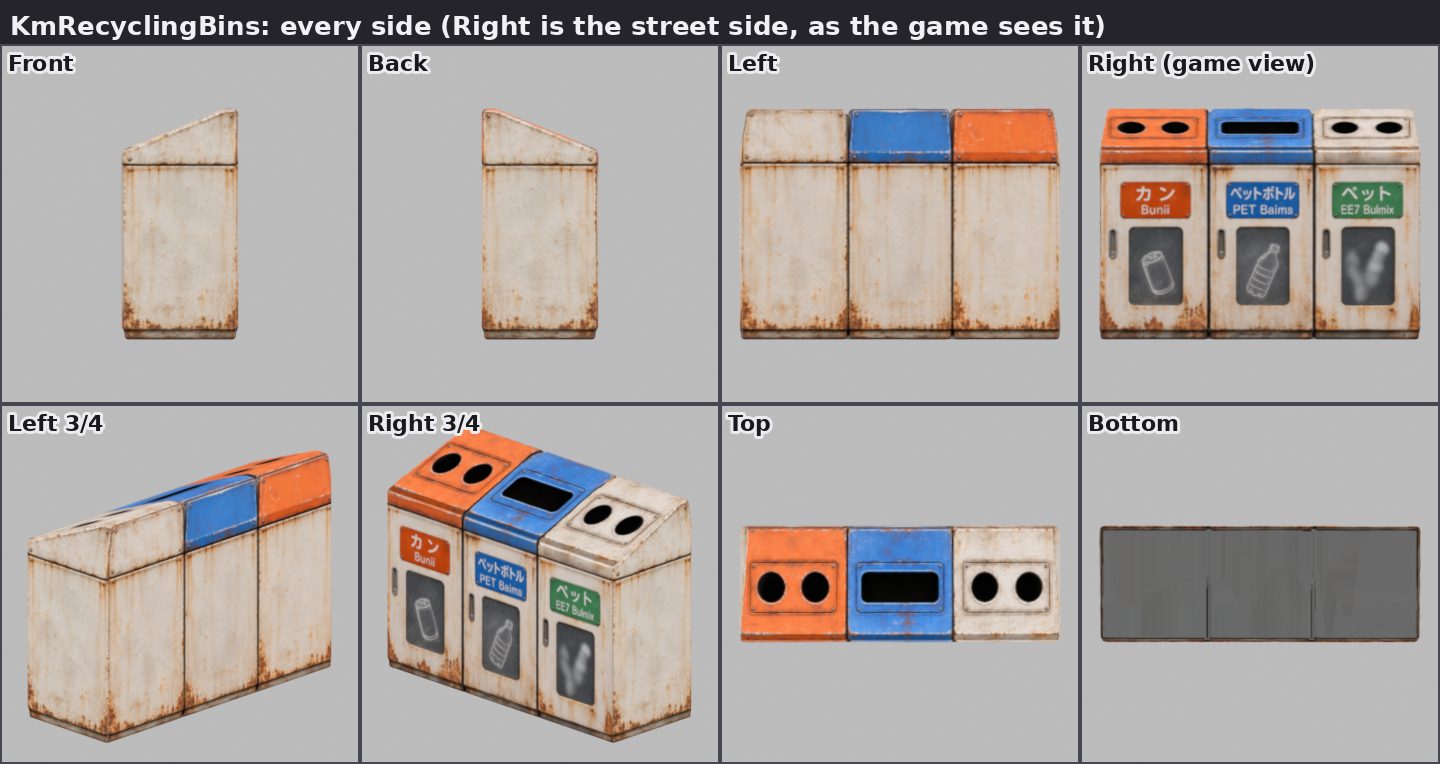 KmRecyclingBins: every side (Right is the street side, as the game sees it)
Front
Back
Left
Right (game view)
カン
Bunii
ペットボトル
PET Baims
ペット
EE7 Bulmix
Left 3/4
Right 3/4
カン
Bunii
ペットボトル
PET Baims
ペット
EE7 Bulmix
Top
Bottom